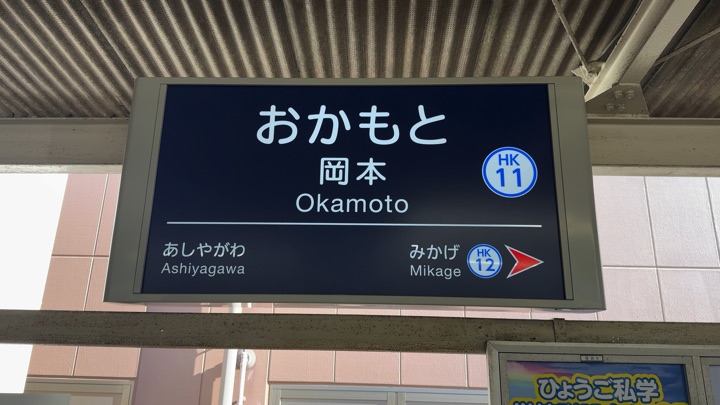 おかもと
岡本
Okamoto
HK
11
あしやがわ
Ashiyagawa
みかげ
Mikage
HK
12
ひょうご私学